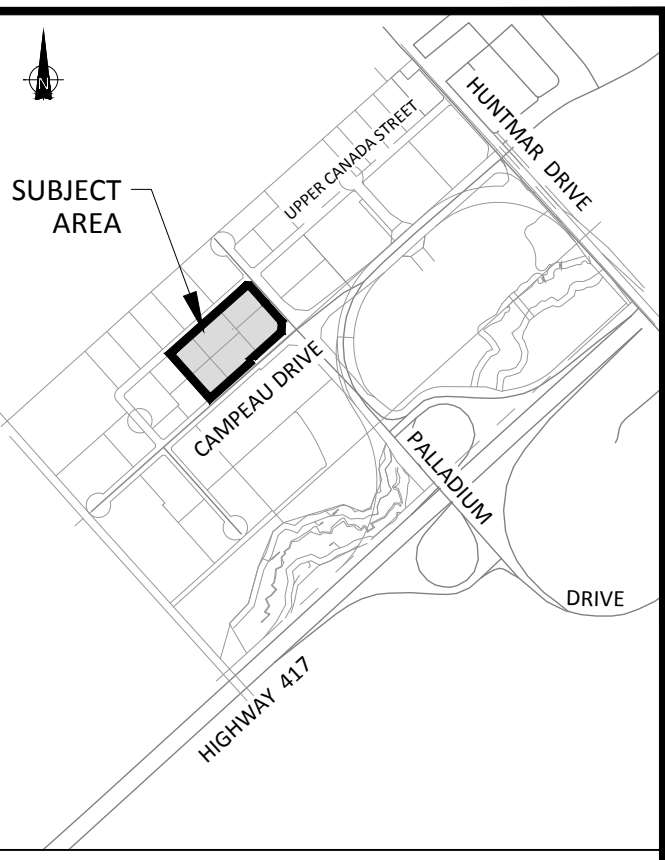 N
HUNTMAR DRIVE
UPPER CANADA STREET
SUBJECT
AREA
CAMPEAU DRIVE
PALLADIUM
DRIVE
HIGHWAY 417